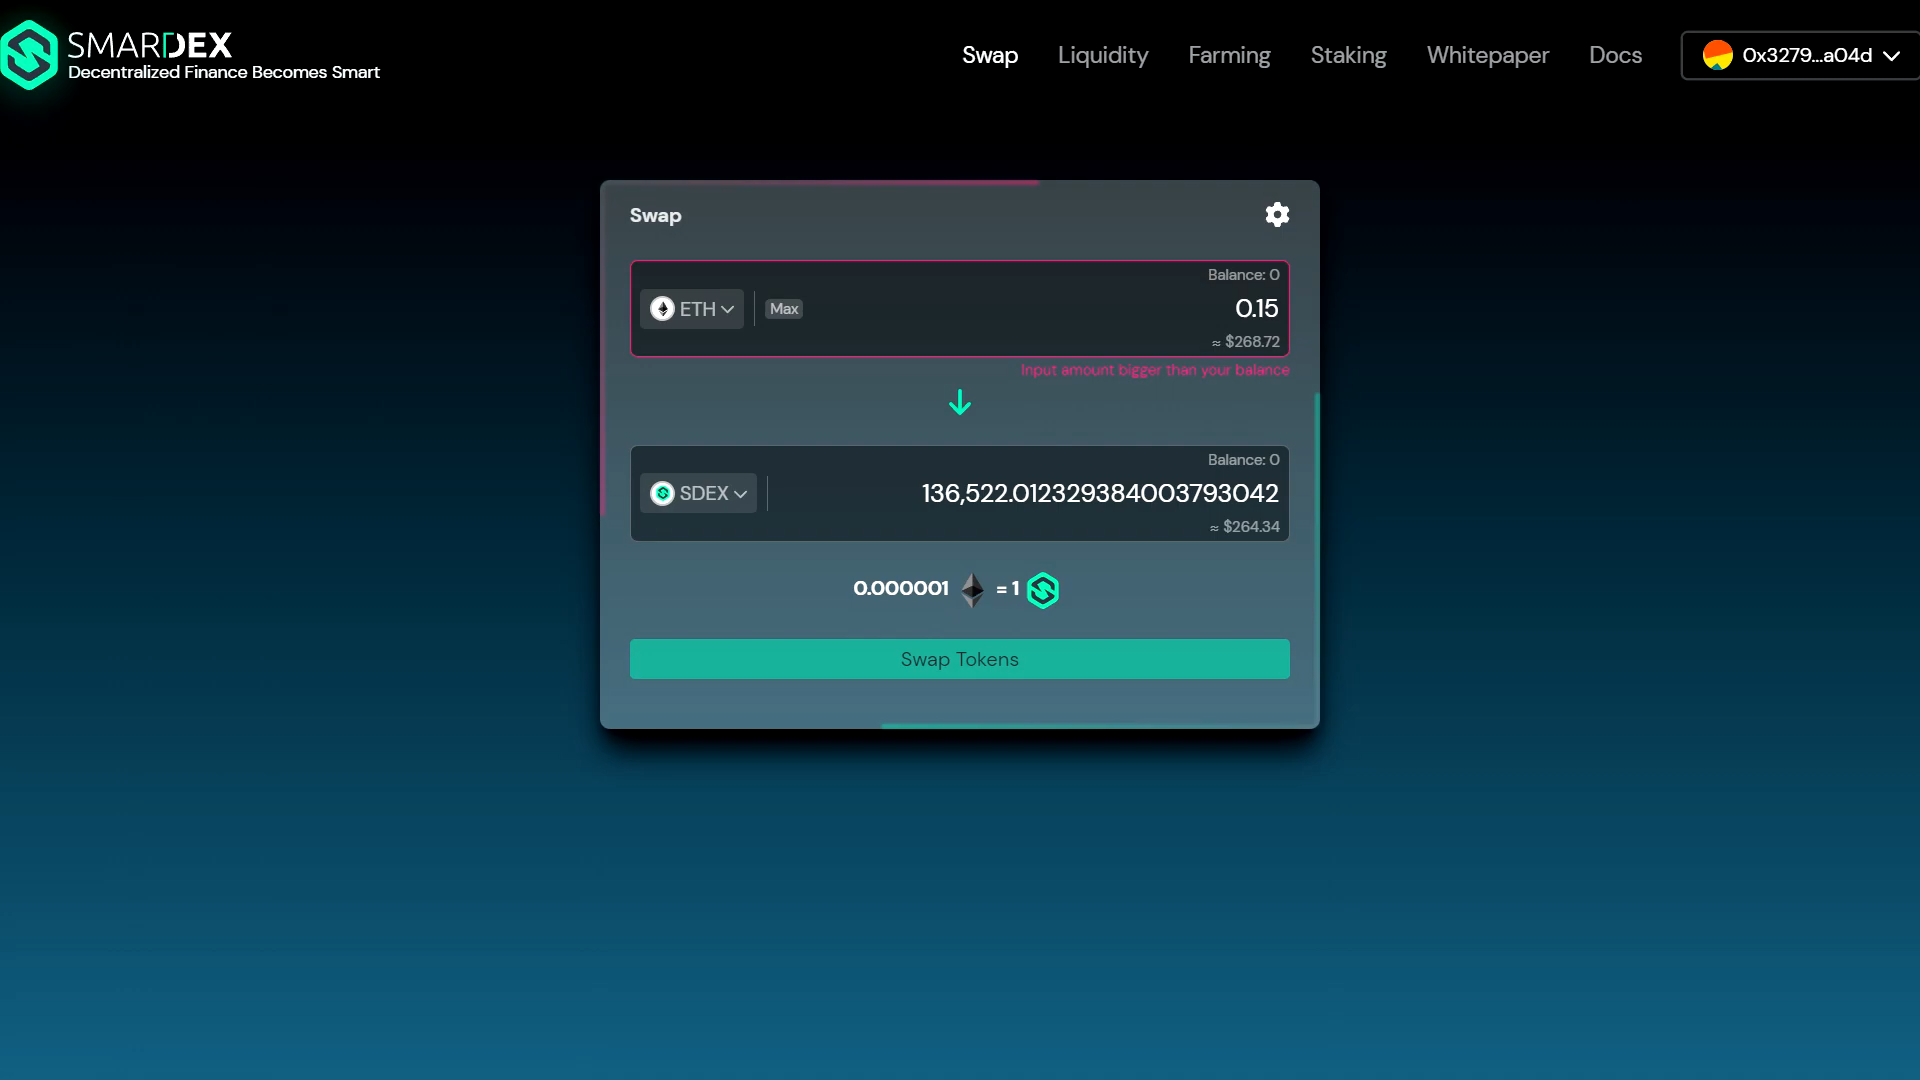 SMARDEX
Decentralized Finance Becomes Smart
Swap Liquidity Farming Staking Whitepaper Docs 0x3279...a04d
Swap
Balance: 0
ETH Max 0.15
≈ $268.72
Input amount bigger than your balance
Balance: 0
SDEX 136,522.012329384003793042
≈ $264.34
0.000001 = 1
Swap Tokens